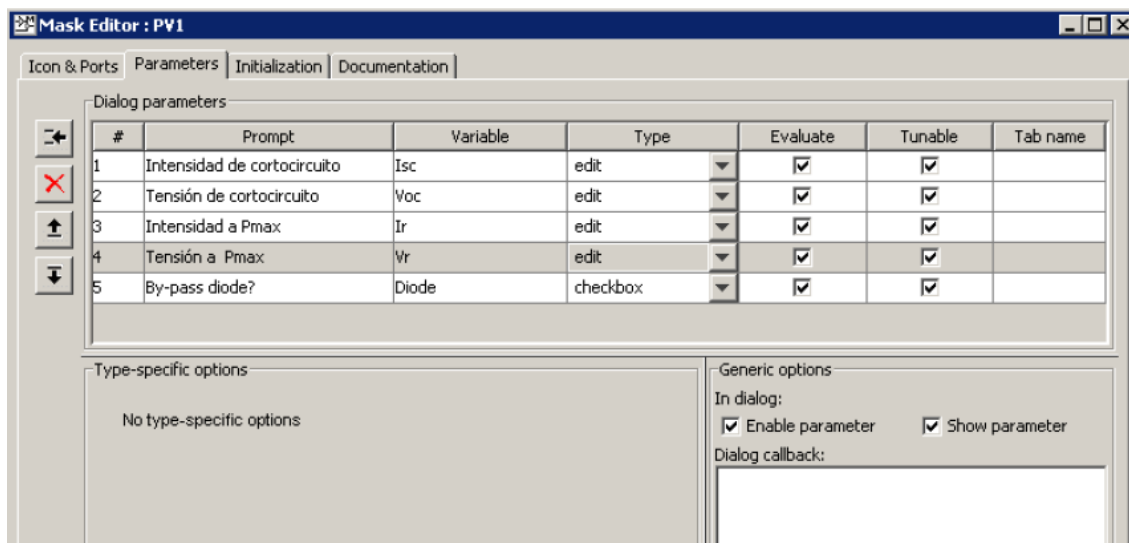 Mask Editor : PV1
Icon & Ports Parameters Initialization Documentation
Dialog parameters
# Prompt Variable Type Evaluate Tunable Tab name
1 Intensidad de cortocircuito Isc edit
2 Tensión de cortocircuito Voc edit
3 Intensidad a Pmax Ir edit
4 Tensión a Pmax Vr edit
5 By-pass diode? Diode checkbox
Type-specific options
No type-specific options
Generic options
In dialog:
Enable parameter Show parameter
Dialog callback: